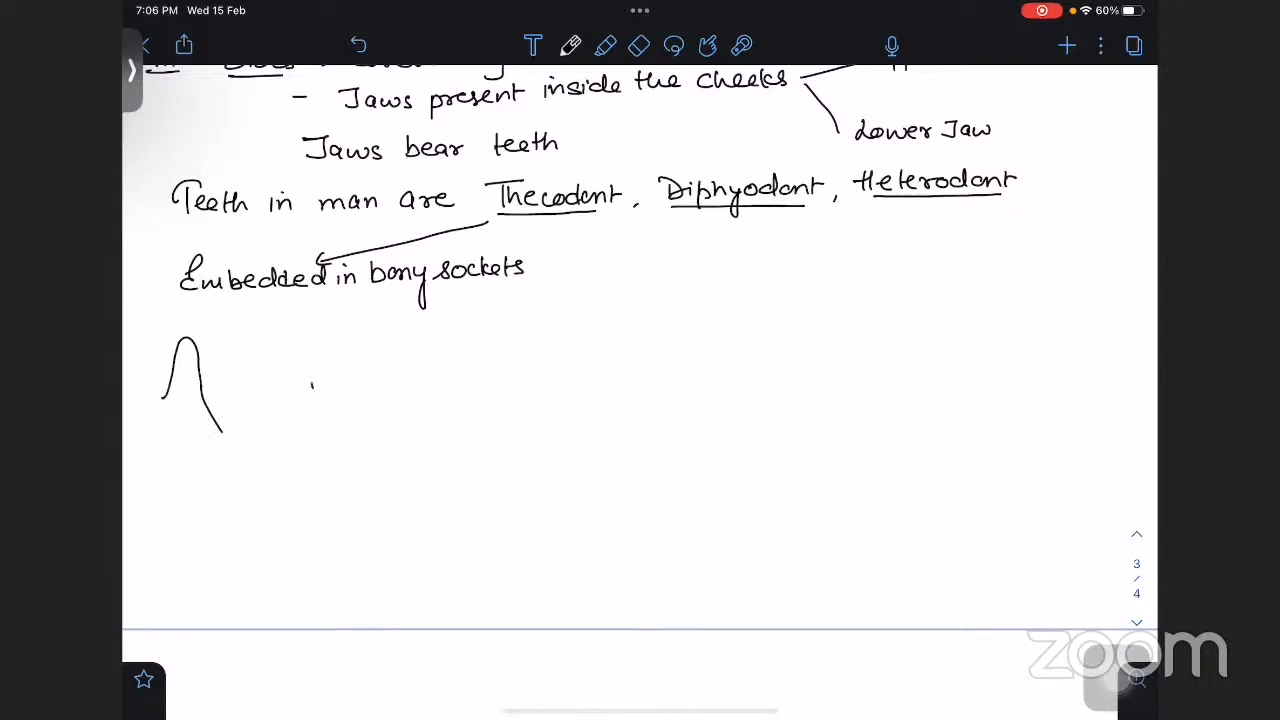 7:06 PM Wed 15 Feb
60%
T
- Jaws present inside the cheeks
Lower Jaw
Jaws bear teeth
Teeth in man are Thecodont, Diphyodont, Heterodont
Embedded in bony sockets
3
/
4
zoom